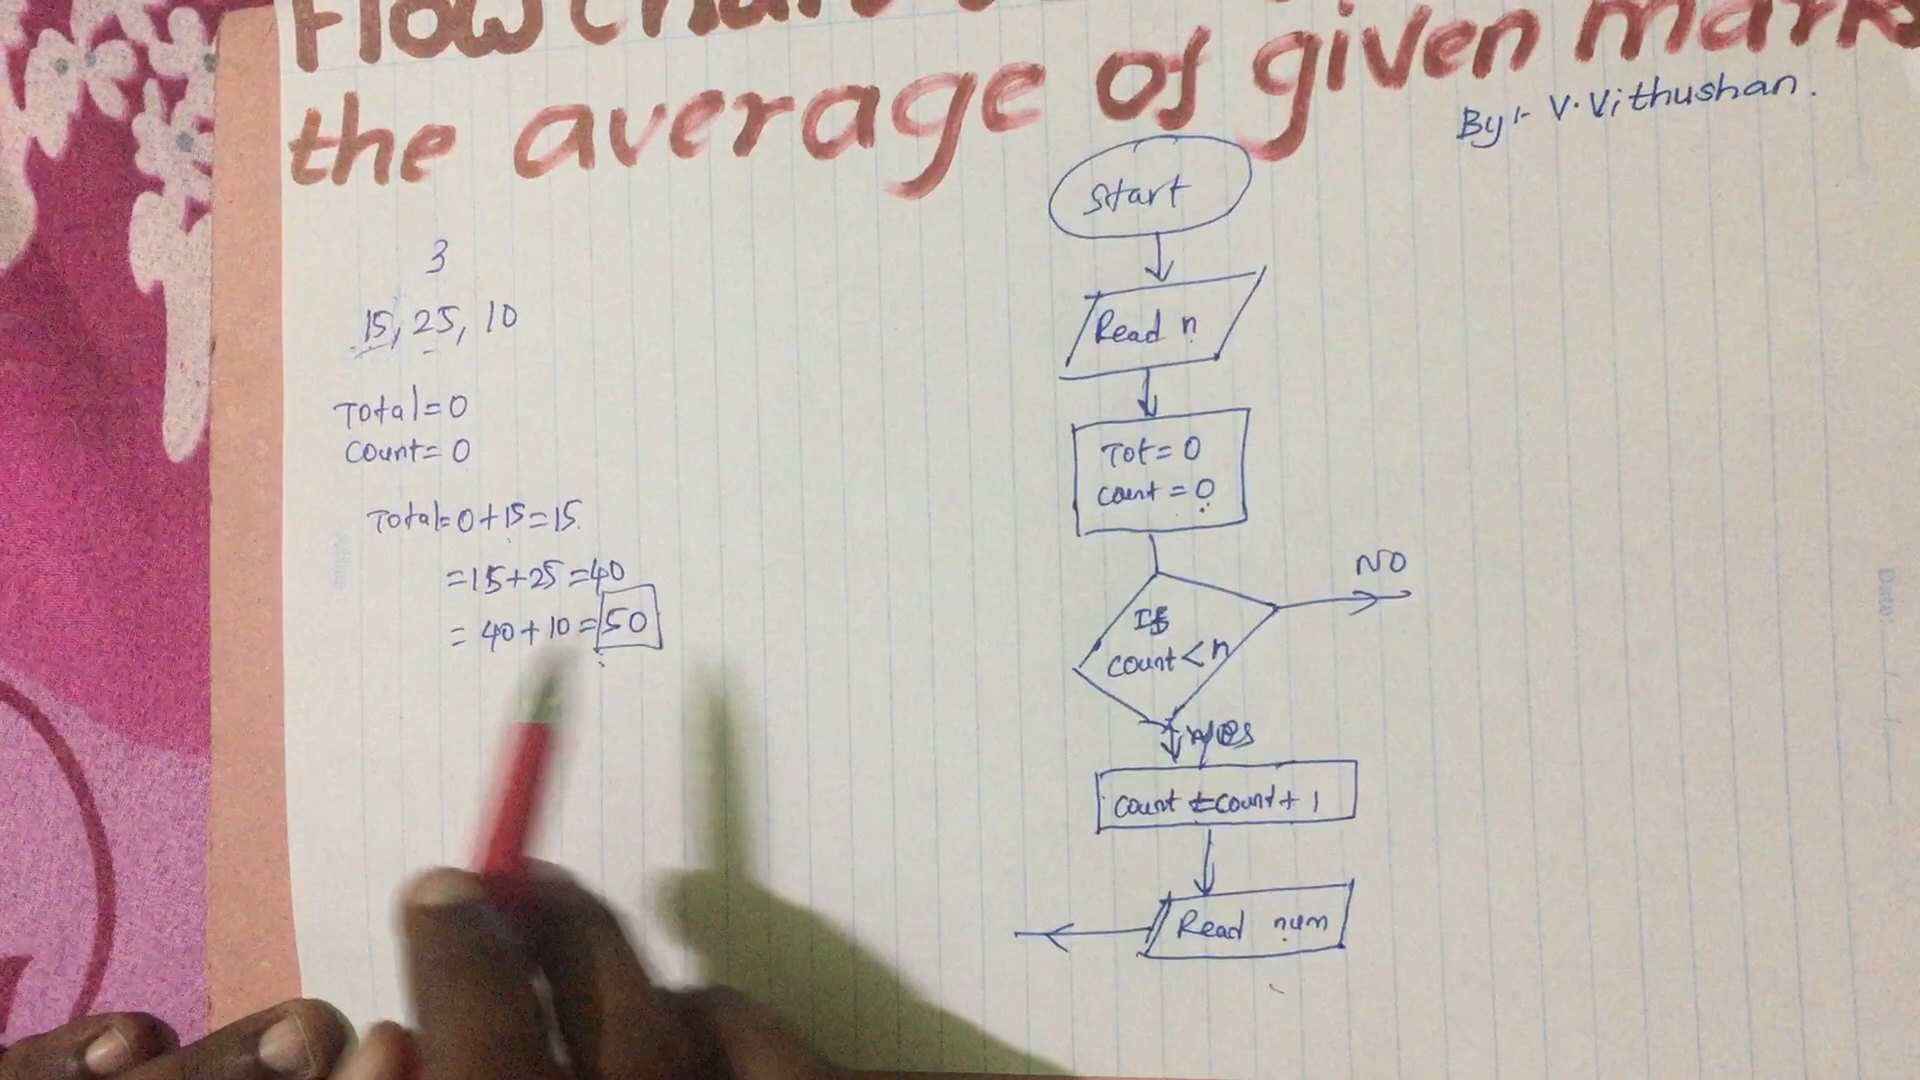 the average of given mark
By:- V.Vithushan.
3
15, 25, 10
Total=0
Count=0
Total=0+15=15
=15+25=40
=40+10=50
Start
Read n
Tot=0
Count=0
If
Count<n
NO
yes
Count=Count+1
Read num
Date: